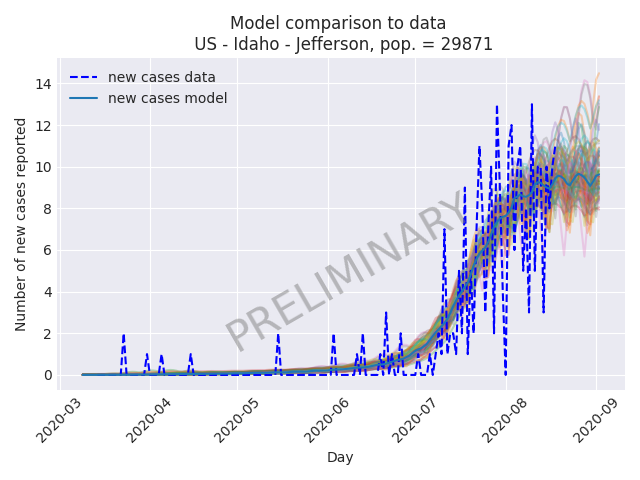 Model comparison to data
US - Idaho - Jefferson, pop. = 29871
new cases data
new cases model
PRELIMINARY
Number of new cases reported
14
12
10
8
6
4
2
0
2020-03
2020-04
2020-05
2020-06
2020-07
2020-08
2020-09
Day